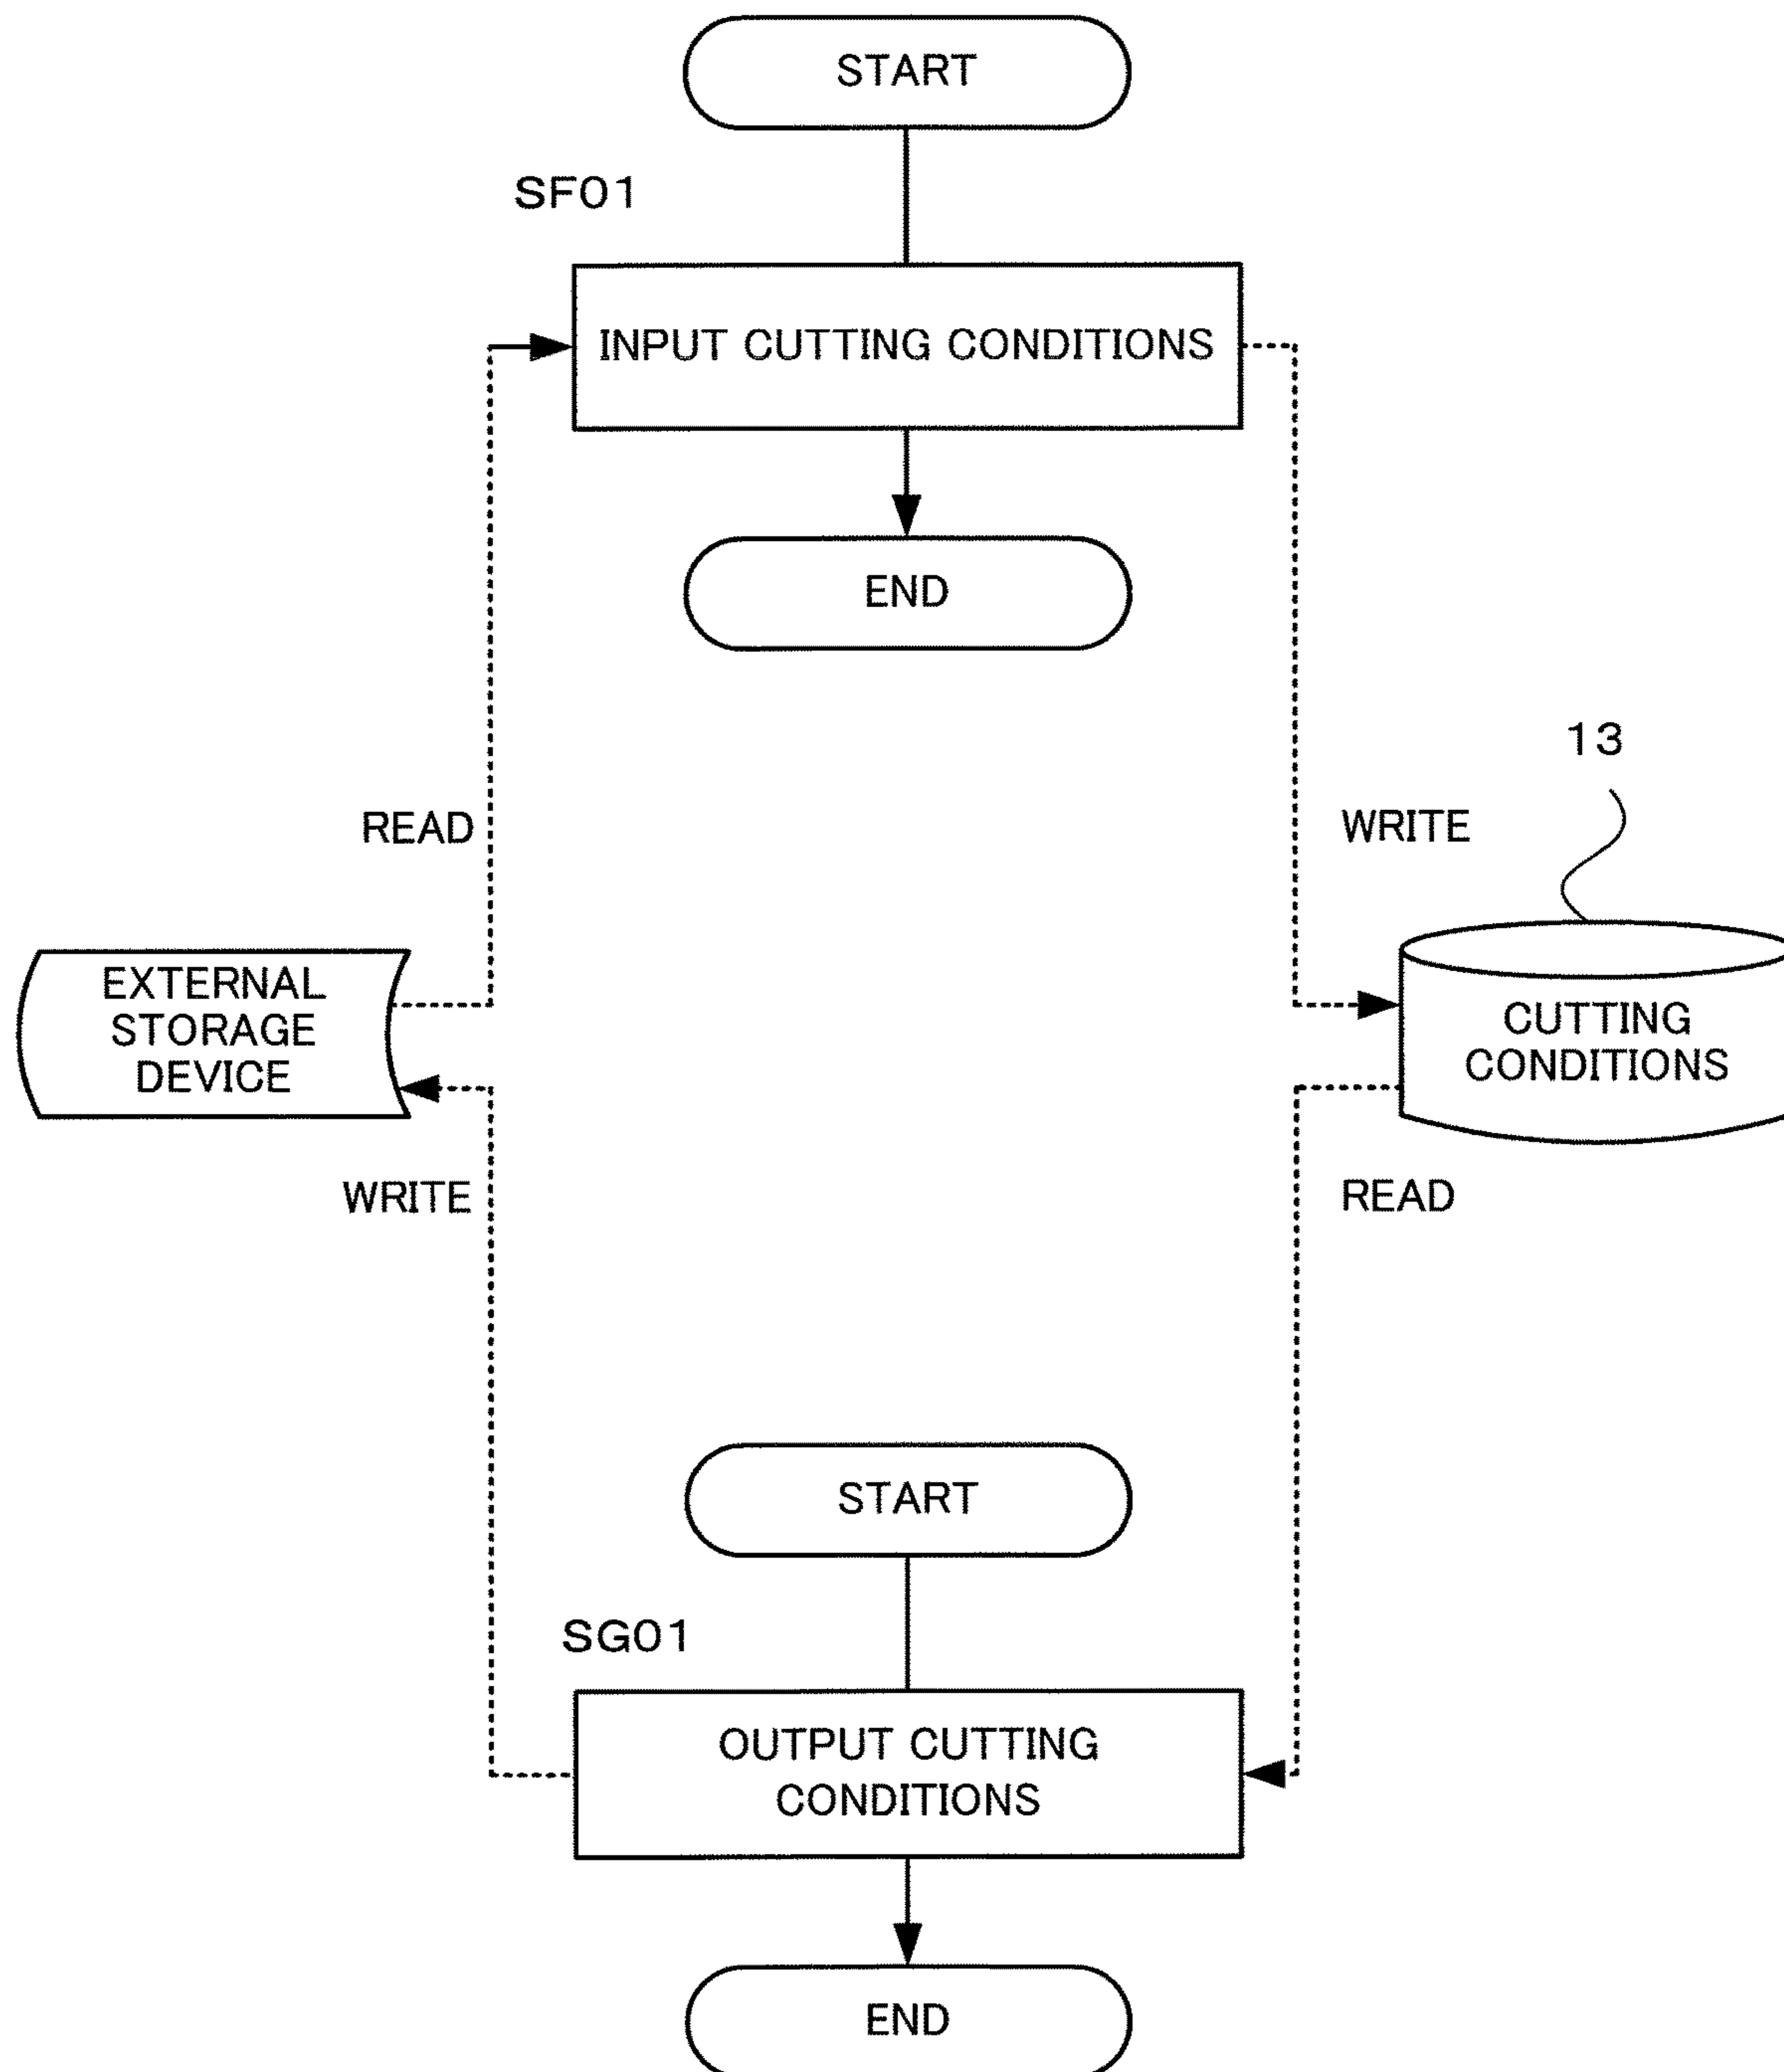 START
SF01
INPUT CUTTING CONDITIONS
END
13
READ
WRITE
EXTERNAL
STORAGE
DEVICE
CUTTING
CONDITIONS
WRITE
READ
START
SG01
OUTPUT CUTTING
CONDITIONS
END